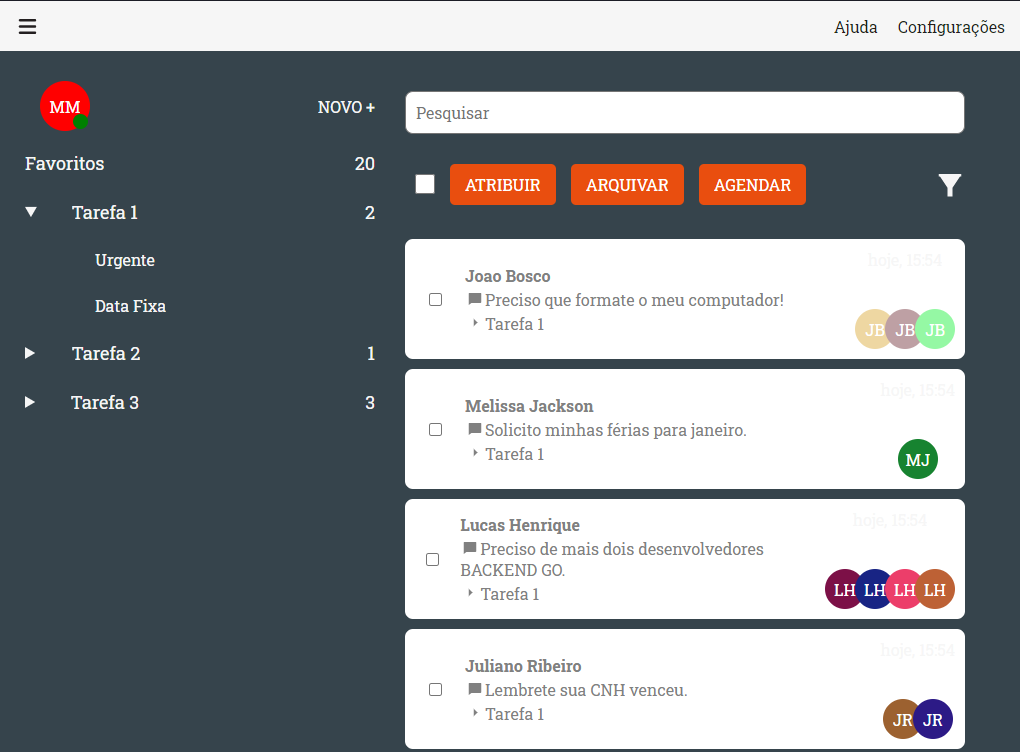 Ajuda Configurações
MM NOVO +
Favoritos 20
Tarefa 1 2
Urgente
Data Fixa
Tarefa 2 1
Tarefa 3 3
Pesquisar
ATRIBUIR ARQUIVAR AGENDAR
hoje, 15:54
Joao Bosco
Preciso que formate o meu computador!
Tarefa 1
JB JB JB
hoje, 15:54
Melissa Jackson
Solicito minhas férias para janeiro.
Tarefa 1
MJ
hoje, 15:54
Lucas Henrique
Preciso de mais dois desenvolvedores
BACKEND GO.
Tarefa 1
LH LH LH LH
hoje, 15:54
Juliano Ribeiro
Lembrete sua CNH venceu.
Tarefa 1
JR JR